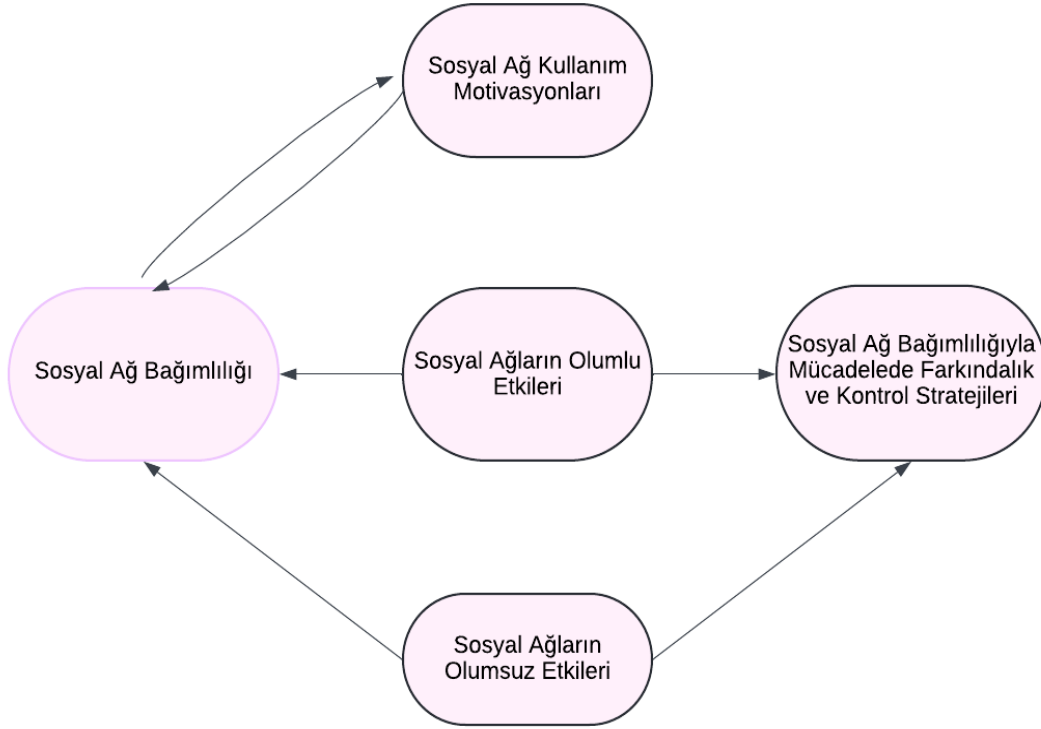 Sosyal Ağ Kullanım
Motivasyonları
Sosyal Ağ Bağımlılığı
Sosyal Ağların Olumlu
Etkileri
Sosyal Ağ Bağımlılığıyla
Mücadelede Farkındalık
ve Kontrol Stratejileri
Sosyal Ağların
Olumsuz Etkileri